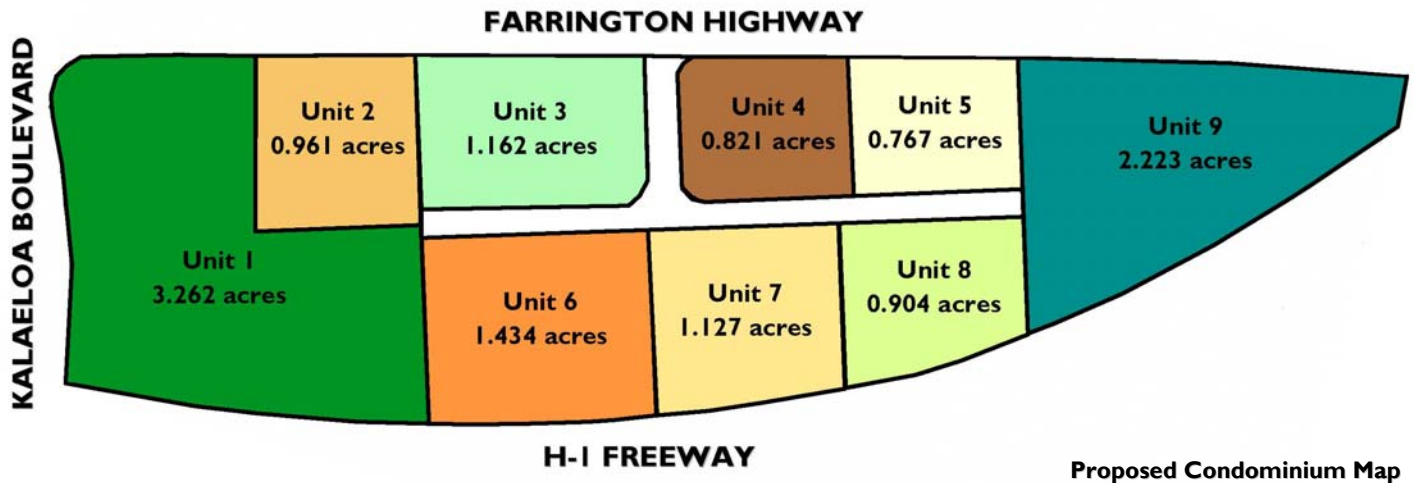 FARRINGTON HIGHWAY
KALAELOA BOULEVARD
Unit 1
3.262 acres
Unit 2
0.961 acres
Unit 3
1.162 acres
Unit 4
0.821 acres
Unit 5
0.767 acres
Unit 9
2.223 acres
Unit 6
1.434 acres
Unit 7
1.127 acres
Unit 8
0.904 acres
H-1 FREEWAY
Proposed Condominium Map